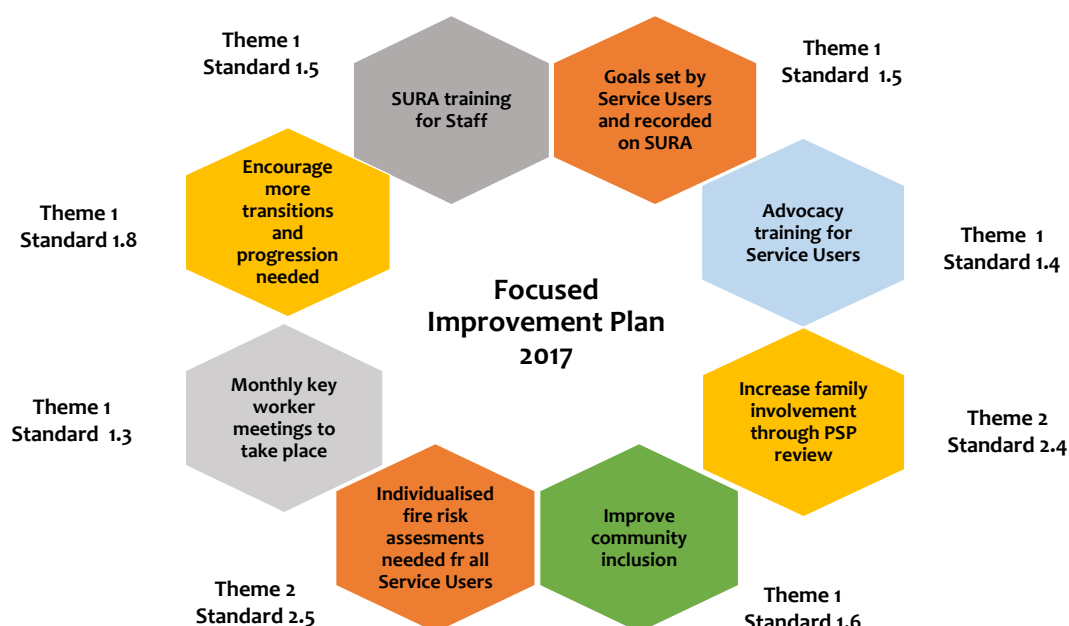 Theme 1
Standard 1.5
SURA training
for Staff
Goals set by
Service Users
and recorded
on SURA
Theme 1
Standard 1.5
Encourage
more
transitions
and
progression
needed
Theme 1
Standard 1.8
Advocacy
training for
Service Users
Theme 1
Standard 1.4
Focused
Improvement Plan
2017
Monthly key
worker
meetings to
take place
Theme 1
Standard 1.3
Increase family
involvement
through PSP
review
Theme 2
Standard 2.4
Individualised
fire risk
assesments
needed fr all
Service Users
Theme 2
Standard 2.5
Improve
community
inclusion
Theme 1
Standard 1.6